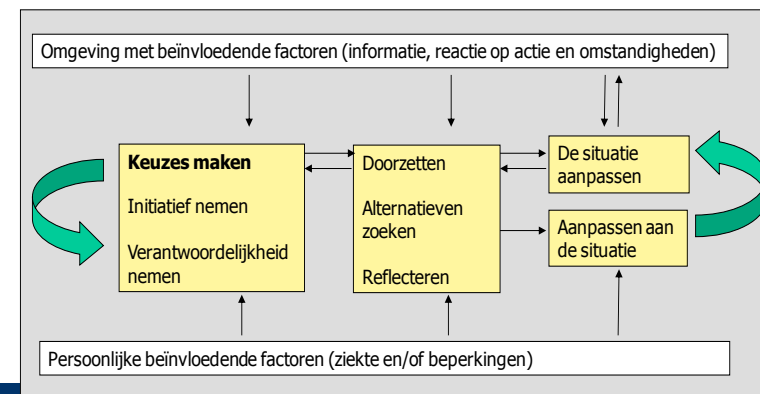 Omgeving met beïnvloedende factoren (informatie, reactie op actie en omstandigheden)
Keuzes maken
Initiatief nemen
Verantwoordelijkheid
nemen
Doorzetten
Alternatieven
zoeken
Reflecteren
De situatie
aanpassen
Aanpassen aan
de situatie
Persoonlijke beïnvloedende factoren (ziekte en/of beperkingen)